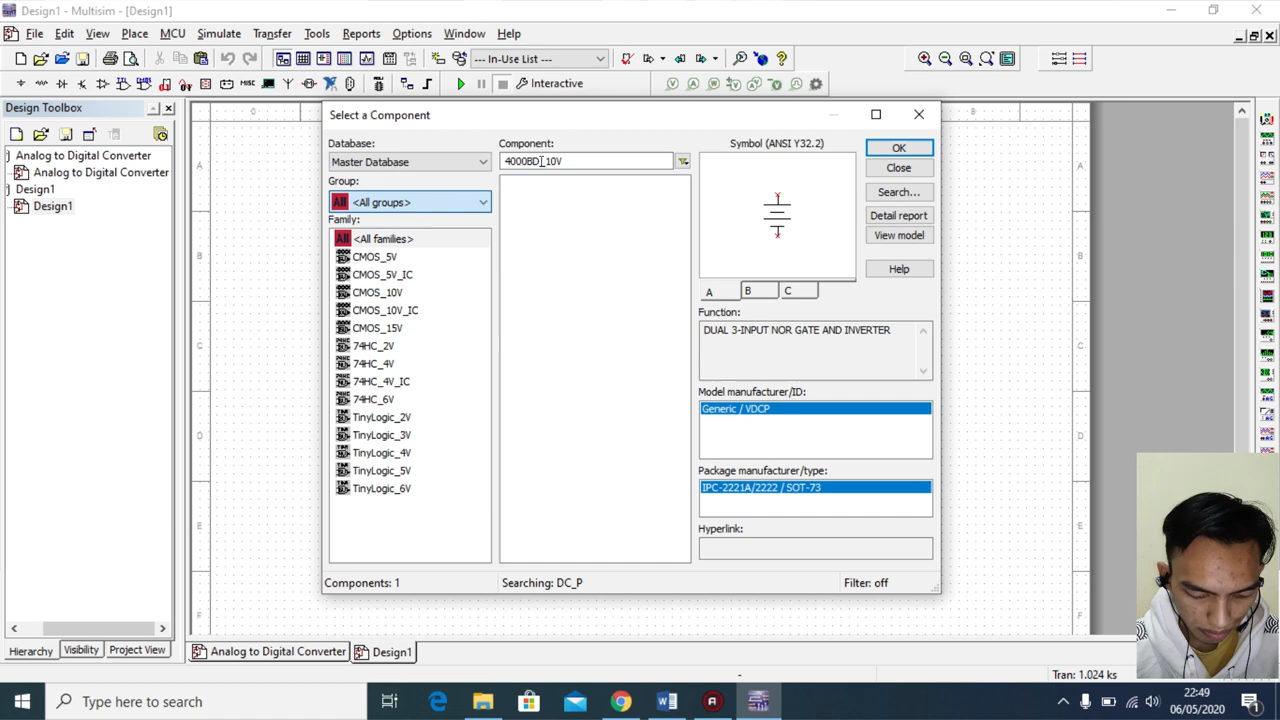 Design1 - Multisim - [Design1]
File Edit View Place MCU Simulate Transfer Tools Reports Options Window Help
--- In-Use List ---
Interactive
Design Toolbox
Analog to Digital Converter
Analog to Digital Converter
Design1
Design1
Hierarchy Visibility Project View
Select a Component
Database:
Master Database
Group:
All <All groups>
Family:
All <All families>
CMOS_5V
CMOS_5V_IC
CMOS_10V
CMOS_10V_IC
CMOS_15V
74HC_2V
74HC_4V
74HC_4V_IC
74HC_6V
TinyLogic_2V
TinyLogic_3V
TinyLogic_4V
TinyLogic_5V
TinyLogic_6V
Component:
4000BD_10V
Symbol (ANSI Y32.2)
A B C
Function:
DUAL 3-INPUT NOR GATE AND INVERTER
Model manufacturer/ID:
Generic / VDCP
Package manufacturer/type:
IPC-2221A/2222 / SOT-73
Hyperlink:
OK
Close
Search...
Detail report
View model
Help
Components: 1 Searching: DC_P Filter: off
A
B
C
D
E
F
A
B
C
D
E
F
0
8
Analog to Digital Converter Design1
-
Tran: 1.024 ks
Type here to search
22:49
06/05/2020